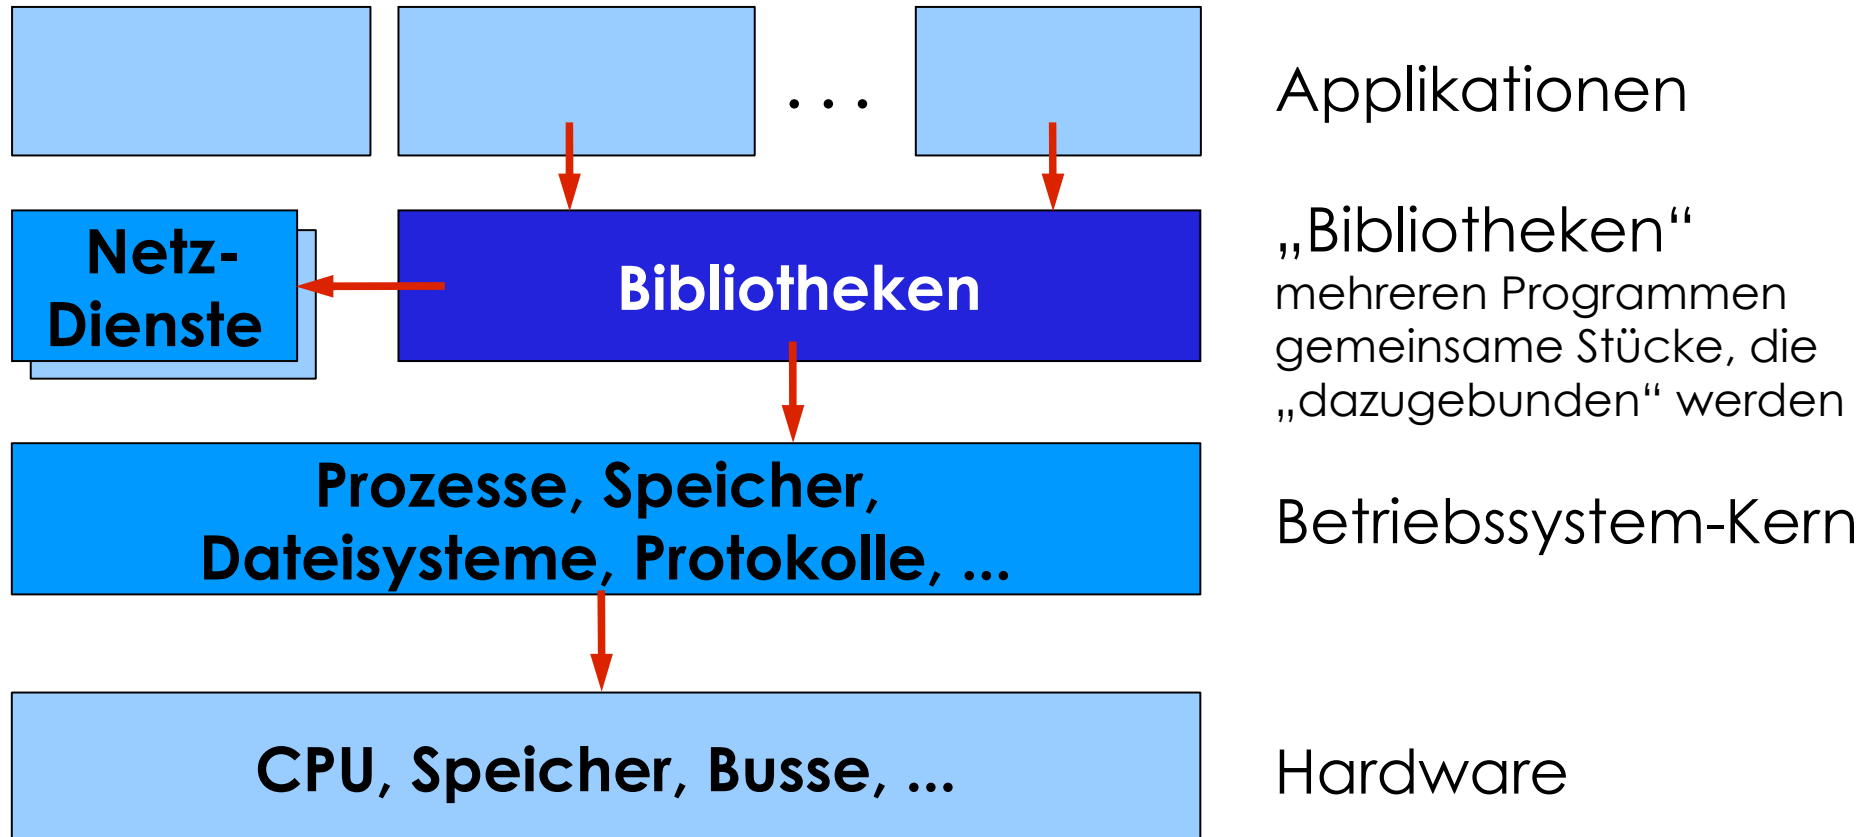 . . .
Applikationen
Netz-
Dienste
Bibliotheken
„Bibliotheken“
mehreren Programmen
gemeinsame Stücke, die
„dazugebunden“ werden
Prozesse, Speicher,
Dateisysteme, Protokolle, ...
Betriebssystem-Kern
CPU, Speicher, Busse, ...
Hardware